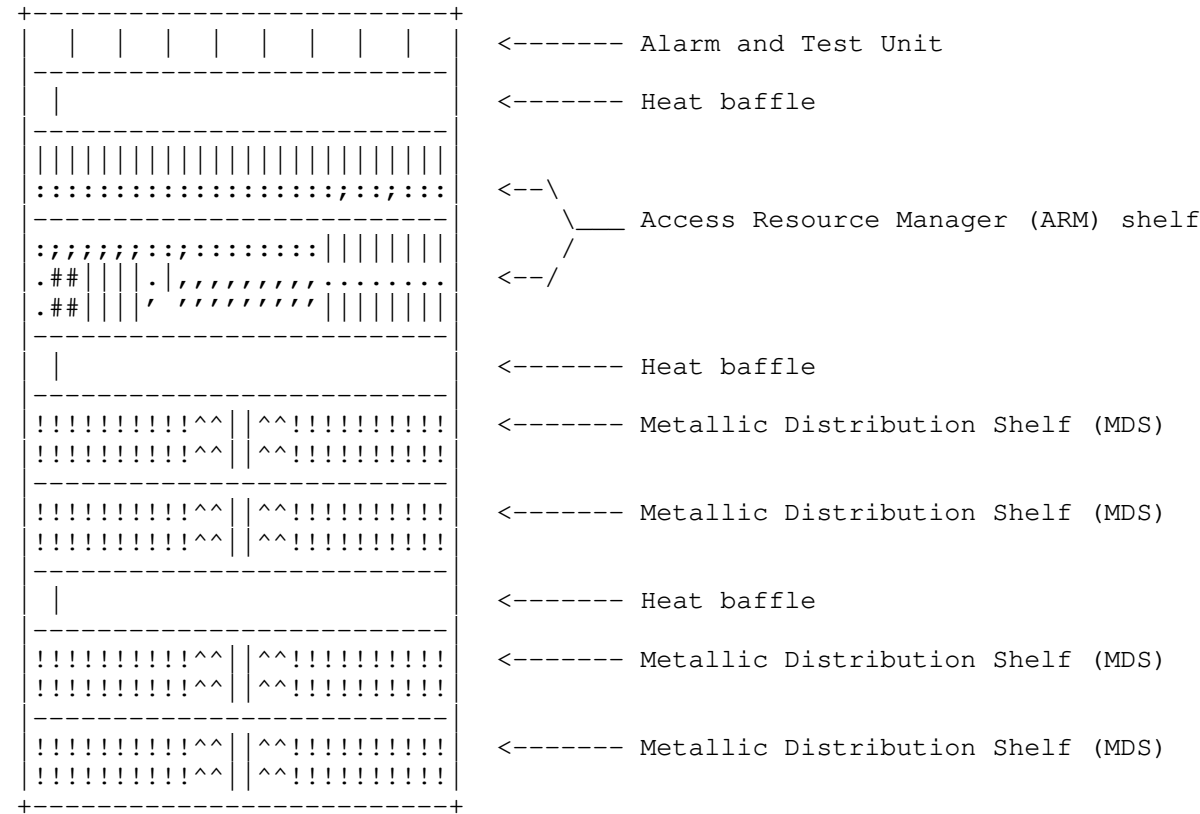 Alarm and Test Unit
Heat baffle
Access Resource Manager (ARM) shelf
Heat baffle
Metallic Distribution Shelf (MDS)
Metallic Distribution Shelf (MDS)
Heat baffle
Metallic Distribution Shelf (MDS)
Metallic Distribution Shelf (MDS)